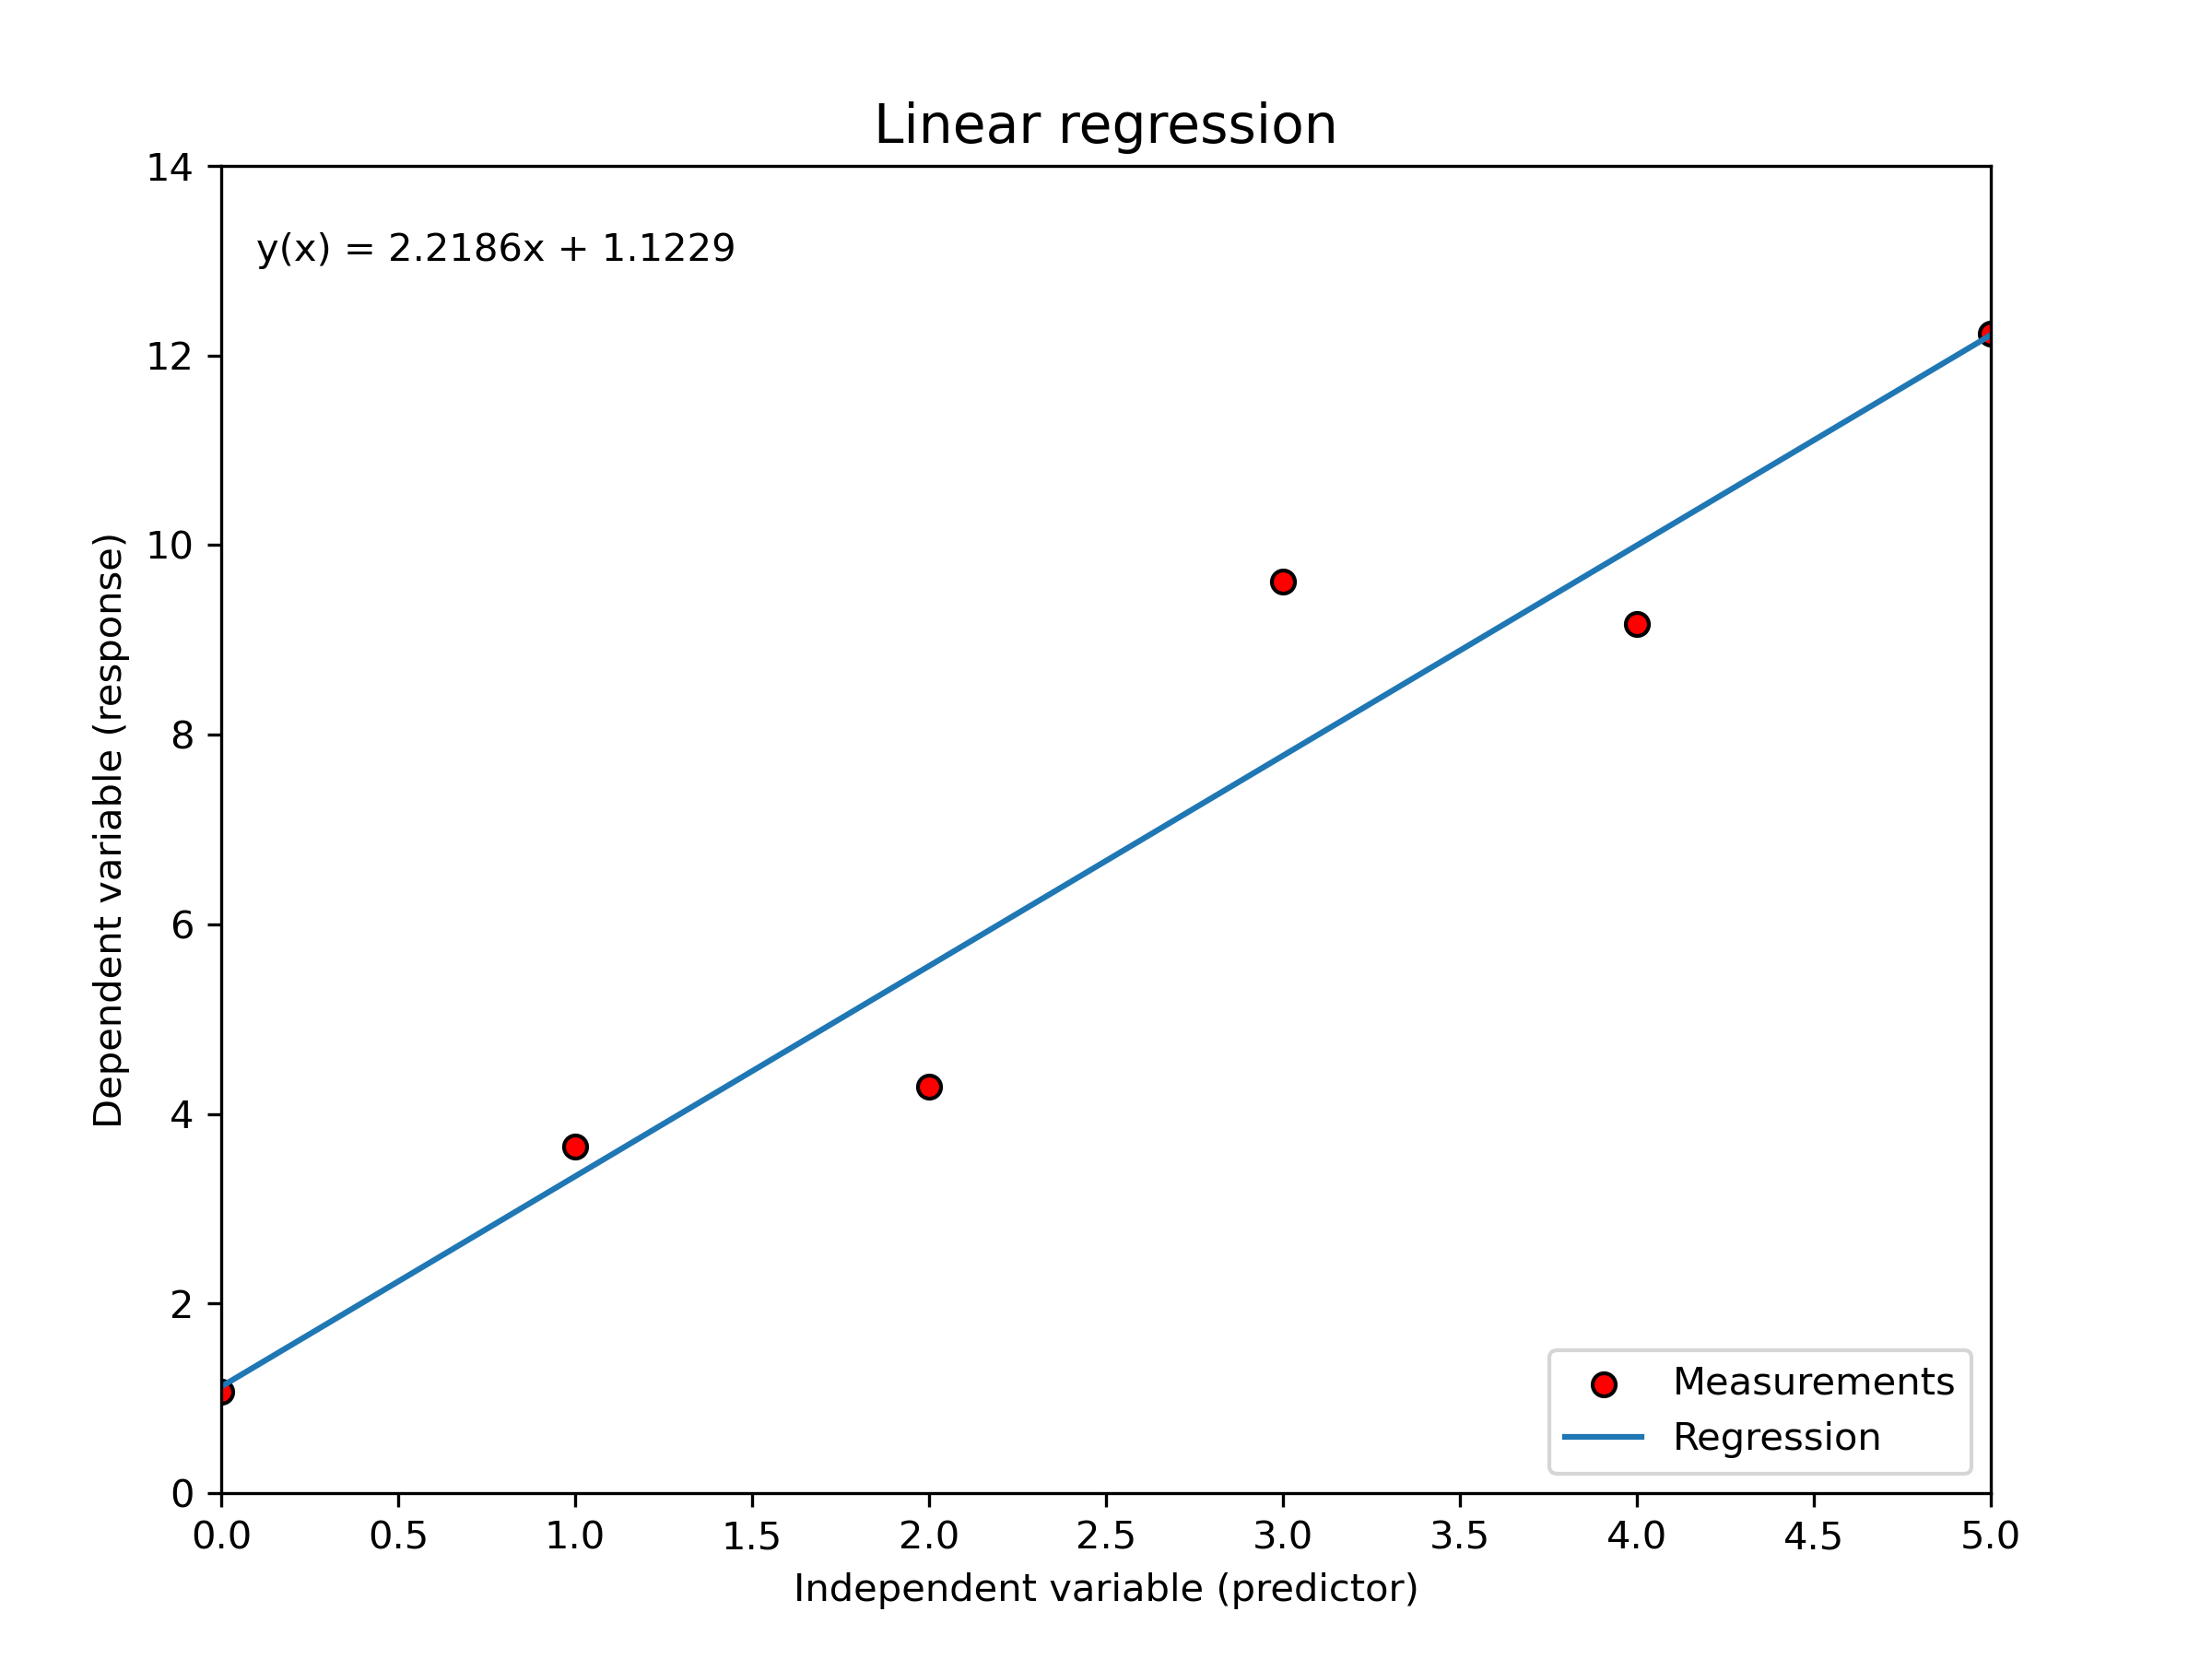 Linear regression
y(x) = 2.2186x + 1.1229
14
12
10
8
6
4
2
0
Dependent variable (response)
Measurements
Regression
0.0 0.5 1.0 1.5 2.0 2.5 3.0 3.5 4.0 4.5 5.0
Independent variable (predictor)